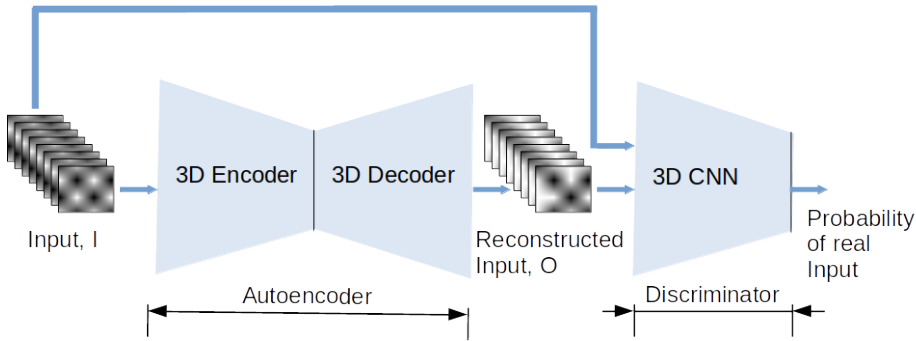 3D Encoder
3D Decoder
3D CNN
Input, I
Reconstructed
Input, O
Probability
of real
Input
Autoencoder
Discriminator